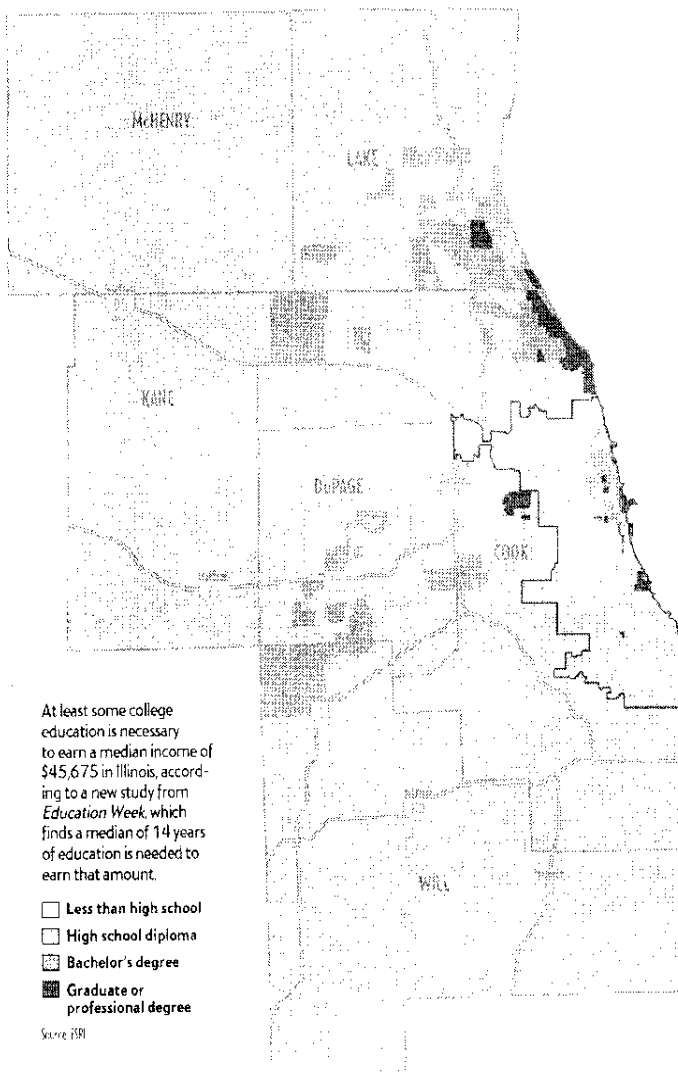 McHENRY
LAKE
KANE
DuPAGE
COOK
WILL
At least some college
education is necessary
to earn a median income of
$45,675 in Illinois, accord-
ing to a new study from
Education Week, which
finds a median of 14 years
of education is needed to
earn that amount.
Less than high school
High school diploma
Bachelor's degree
Graduate or
professional degree
Source: ESRI